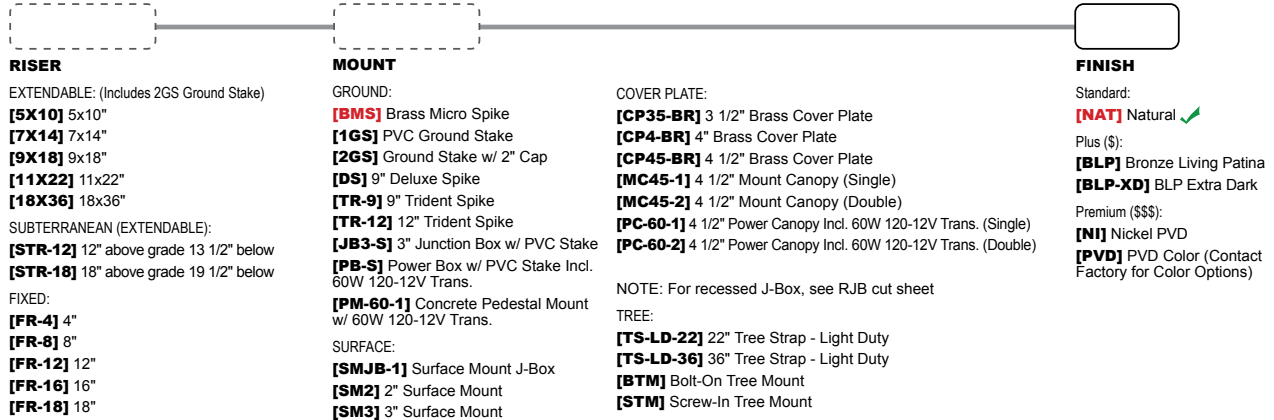 RISER
EXTENDABLE: (Includes 2GS Ground Stake)
[5X10] 5x10"
[7X14] 7x14"
[9X18] 9x18"
[11X22] 11x22"
[18X36] 18x36"
SUBTERRANEAN (EXTENDABLE):
[STR-12] 12" above grade 13 1/2" below
[STR-18] 18" above grade 19 1/2" below
FIXED:
[FR-4] 4"
[FR-8] 8"
[FR-12] 12"
[FR-16] 16"
[FR-18] 18"
MOUNT
GROUND:
[BMS] Brass Micro Spike
[1GS] PVC Ground Stake
[2GS] Ground Stake w/ 2" Cap
[DS] 9" Deluxe Spike
[TR-9] 9" Trident Spike
[TR-12] 12" Trident Spike
[JB3-S] 3" Junction Box w/ PVC Stake
[PB-S] Power Box w/ PVC Stake Incl.
60W 120-12V Trans.
[PM-60-1] Concrete Pedestal Mount
w/ 60W 120-12V Trans.
SURFACE:
[SMJB-1] Surface Mount J-Box
[SM2] 2" Surface Mount
[SM3] 3" Surface Mount
COVER PLATE:
[CP35-BR] 3 1/2" Brass Cover Plate
[CP4-BR] 4" Brass Cover Plate
[CP45-BR] 4 1/2" Brass Cover Plate
[MC45-1] 4 1/2" Mount Canopy (Single)
[MC45-2] 4 1/2" Mount Canopy (Double)
[PC-60-1] 4 1/2" Power Canopy Incl. 60W 120-12V Trans. (Single)
[PC-60-2] 4 1/2" Power Canopy Incl. 60W 120-12V Trans. (Double)
NOTE: For recessed J-Box, see RJB cut sheet
TREE:
[TS-LD-22] 22" Tree Strap - Light Duty
[TS-LD-36] 36" Tree Strap - Light Duty
[BTM] Bolt-On Tree Mount
[STM] Screw-In Tree Mount
FINISH
Standard:
[NAT] Natural
Plus ($):
[BLP] Bronze Living Patina
[BLP-XD] BLP Extra Dark
Premium ($$$):
[NI] Nickel PVD
[PVD] PVD Color (Contact
Factory for Color Options)